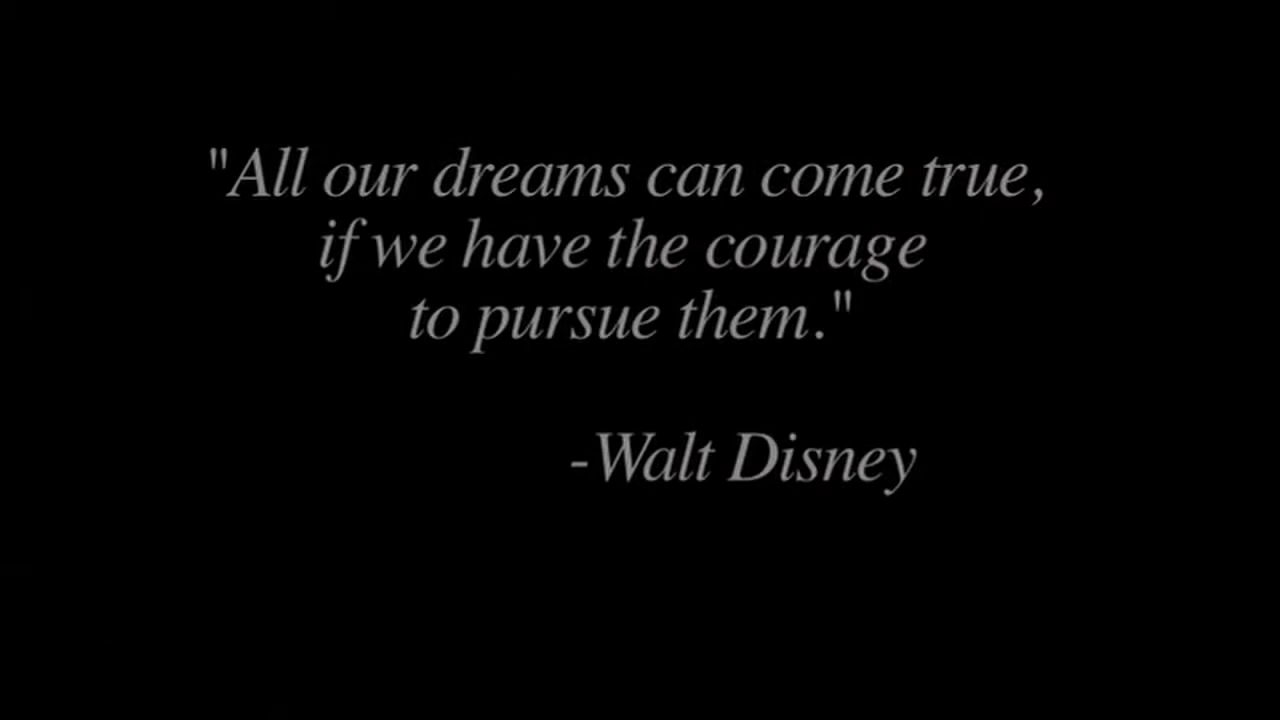 "All our dreams can come true,
if we have the courage
to pursue them."
-Walt Disney